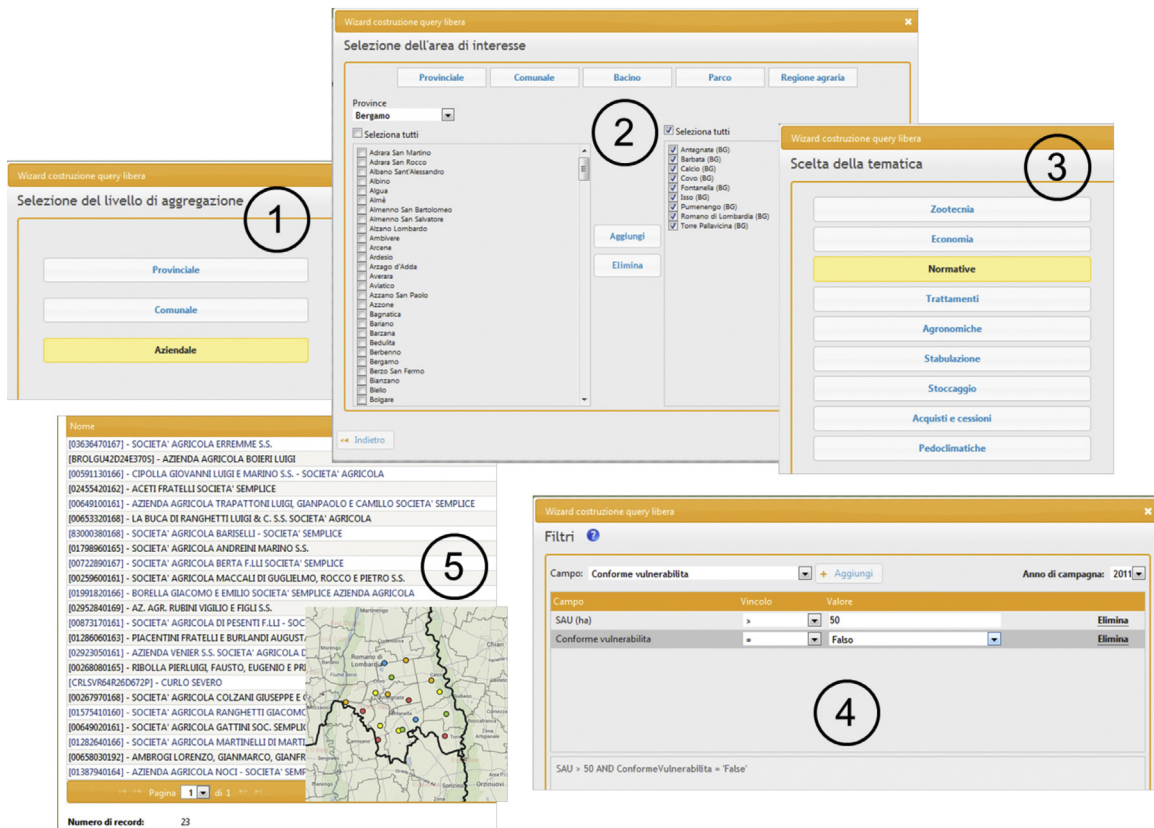 Wizard costruzione query libera
Selezione del livello di aggregazione
1
Provinciale
Comunale
Aziendale
Wizard costruzione query libera
Selezione dell'area di interesse
Provinciale Comunale Bacino Parco Regione agraria
Province
Bergamo
2
Seleziona tutti
Adrara San Martino
Adrara San Rocco
Albano Sant'Alessandro
Albino
Algua
Almè
Almenno San Bartolomeo
Almenno San Salvatore
Alzano Lombardo
Ambivere
Arcene
Ardesio
Arzago d'Adda
Averara
Aviatico
Azzano San Paolo
Azzone
Bagnatica
Bariano
Barzana
Bedulita
Berbenno
Bergamo
Berzo San Fermo
Bianzano
Blello
Bolgare
Aggiungi
Elimina
Seleziona tutti
Antegnate (BG)
Barbata (BG)
Calcio (BG)
Covo (BG)
Fontanella (BG)
Isso (BG)
Pumenengo (BG)
Romano di Lombardia (BG)
Torre Pallavicina (BG)
Indietro
Wizard costruzione query libera
Scelta della tematica
3
Zootecnia
Economia
Normative
Trattamenti
Agronomiche
Stabulazione
Stoccaggio
Acquisti e cessioni
Pedoclimatiche
Wizard costruzione query libera
Filtri
Campo: Conforme vulnerabilita + Aggiungi Anno di campagna: 2011
Campo Vincolo Valore
SAU (ha) > 50 Elimina
Conforme vulnerabilita = Falso Elimina
4
SAU > 50 AND ConformeVulnerabilita = 'False'
Nome
[03636470167] - SOCIETA' AGRICOLA ERREMME S.S.
[BROLGU42D24E370S] - AZIENDA AGRICOLA BOIERI LUIGI
[00591130166] - CIPOLLA GIOVANNI LUIGI E MARINO S.S. - SOCIETA' AGRICOLA
[02455420162] - ACETI FRATELLI SOCIETA' SEMPLICE
[00649100161] - AZIENDA AGRICOLA TRAPATTONI LUIGI, GIANPAOLO E CAMILLO SOCIETA' SEMPLICE
[00653320168] - LA BUCA DI RANGHETTI LUIGI & C. S.S. SOCIETA' AGRICOLA
[83000380168] - SOCIETA' AGRICOLA BARISELLI - SOCIETA' SEMPLICE
[01798960165] - SOCIETA' AGRICOLA ANDREINI MARINO S.S.
[00722890167] - SOCIETA' AGRICOLA BERTA F.LLI SOCIETA' SEMPLICE
[00259600161] - SOCIETA' AGRICOLA MACCALI DI GUGLIELMO, ROCCO E PIETRO S.S.
[01991820166] - BORELLA GIACOMO E EMILIO SOCIETA' SEMPLICE AZIENDA AGRICOLA
[02952840169] - AZ. AGR. RUBINI VIGILIO E FIGLI S.S.
[00873170161] - SOCIETA' AGRICOLA DI PESENTI F.LLI - SOC
[01286060163] - PIACENTINI FRATELLI E BURLANDI AUGUSTA
[02923050161] - AZIENDA VENIER S.S. SOCIETA' AGRICOLA D
[00268080165] - RIBOLLA PIERLUIGI, FAUSTO, EUGENIO E PRI
[CRLSVR64R26D672P] - CURLO SEVERO
[00267970168] - SOCIETA' AGRICOLA COLZANI GIUSEPPE E
[01575410160] - SOCIETA' AGRICOLA RANGHETTI GIACOMO
[00649020161] - SOCIETA' AGRICOLA GATTINI SOC. SEMPLIC
[01282640166] - SOCIETA' AGRICOLA MARTINELLI DI MARTI
[00658030192] - AMBROGI LORENZO, GIANMARCO, GIANFR
[01387940164] - AZIENDA AGRICOLA NOCI - SOCIETA' SEMP
5
Martinengo
Romano di
Lombardia
Chiari
Covo
Antegnate
Fontanella
Soncino
Orzinuovi
Pagina 1 di 1
Numero di record: 23